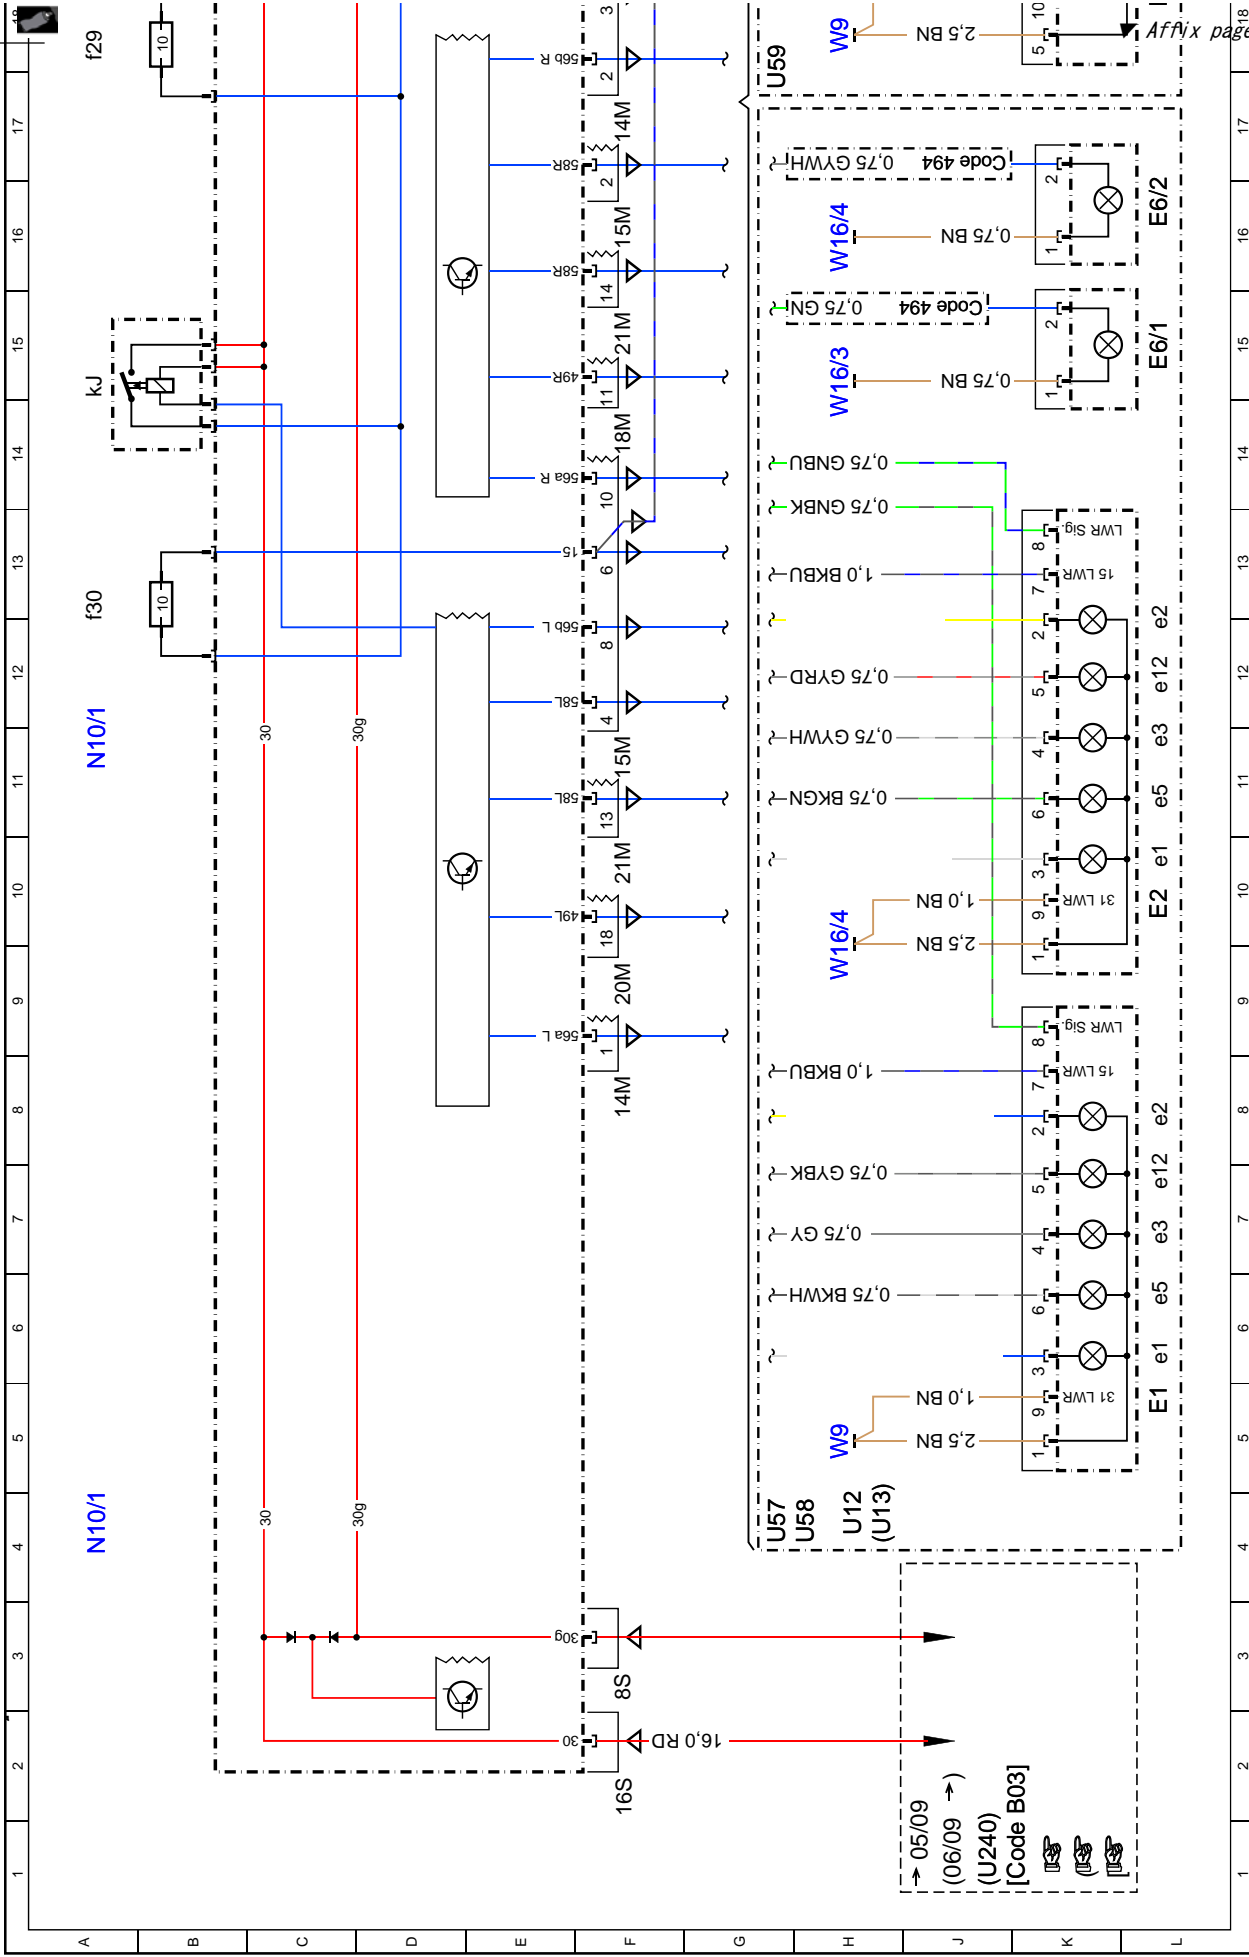 18
17
16
15
14
13
12
11
10
9
8
7
6
5
4
3
2
1
A
B
C
D
E
F
G
H
J
K
L
f29
10
kJ
f30
10
N10/1
N10/1
30
30g
30
30g
3
56b R
2
14M
58R
2
15M
58R
14
21M
49R
11
18M
56a R
10
15
6
56b L
8
58L
4
15M
58L
13
21M
49L
18
20M
56a L
1
14M
30g
8S
30
16S
16,0 RD
U59
W9
2,5 BN
10
5
Affix page
0,75 GYWH
Code 494
W16/4
0,75 BN
2
1
E6/2
0,75 GN
Code 494
W16/3
0,75 BN
2
1
E6/1
0,75 GNBU
0,75 GNBK
1,0 BKBU
0,75 GYRD
0,75 GYWH
0,75 BKGN
W16/4
1,0 BN
2,5 BN
8
LWR Sig.
7
15 LWR
2
e2
5
e12
4
e3
6
e5
3
e1
9
31 LWR
1
E2
1,0 BKBU
0,75 GYBK
0,75 GY
0,75 BKWH
W9
1,0 BN
2,5 BN
8
LWR Sig.
7
15 LWR
2
e2
5
e12
4
e3
6
e5
3
e1
9
31 LWR
1
E1
U57
U58
U12
(U13)
→ 05/09
(06/09 →)
(U240)
[Code B03]
(
[
18
17
16
15
14
13
12
11
10
9
8
7
6
5
4
3
2
1